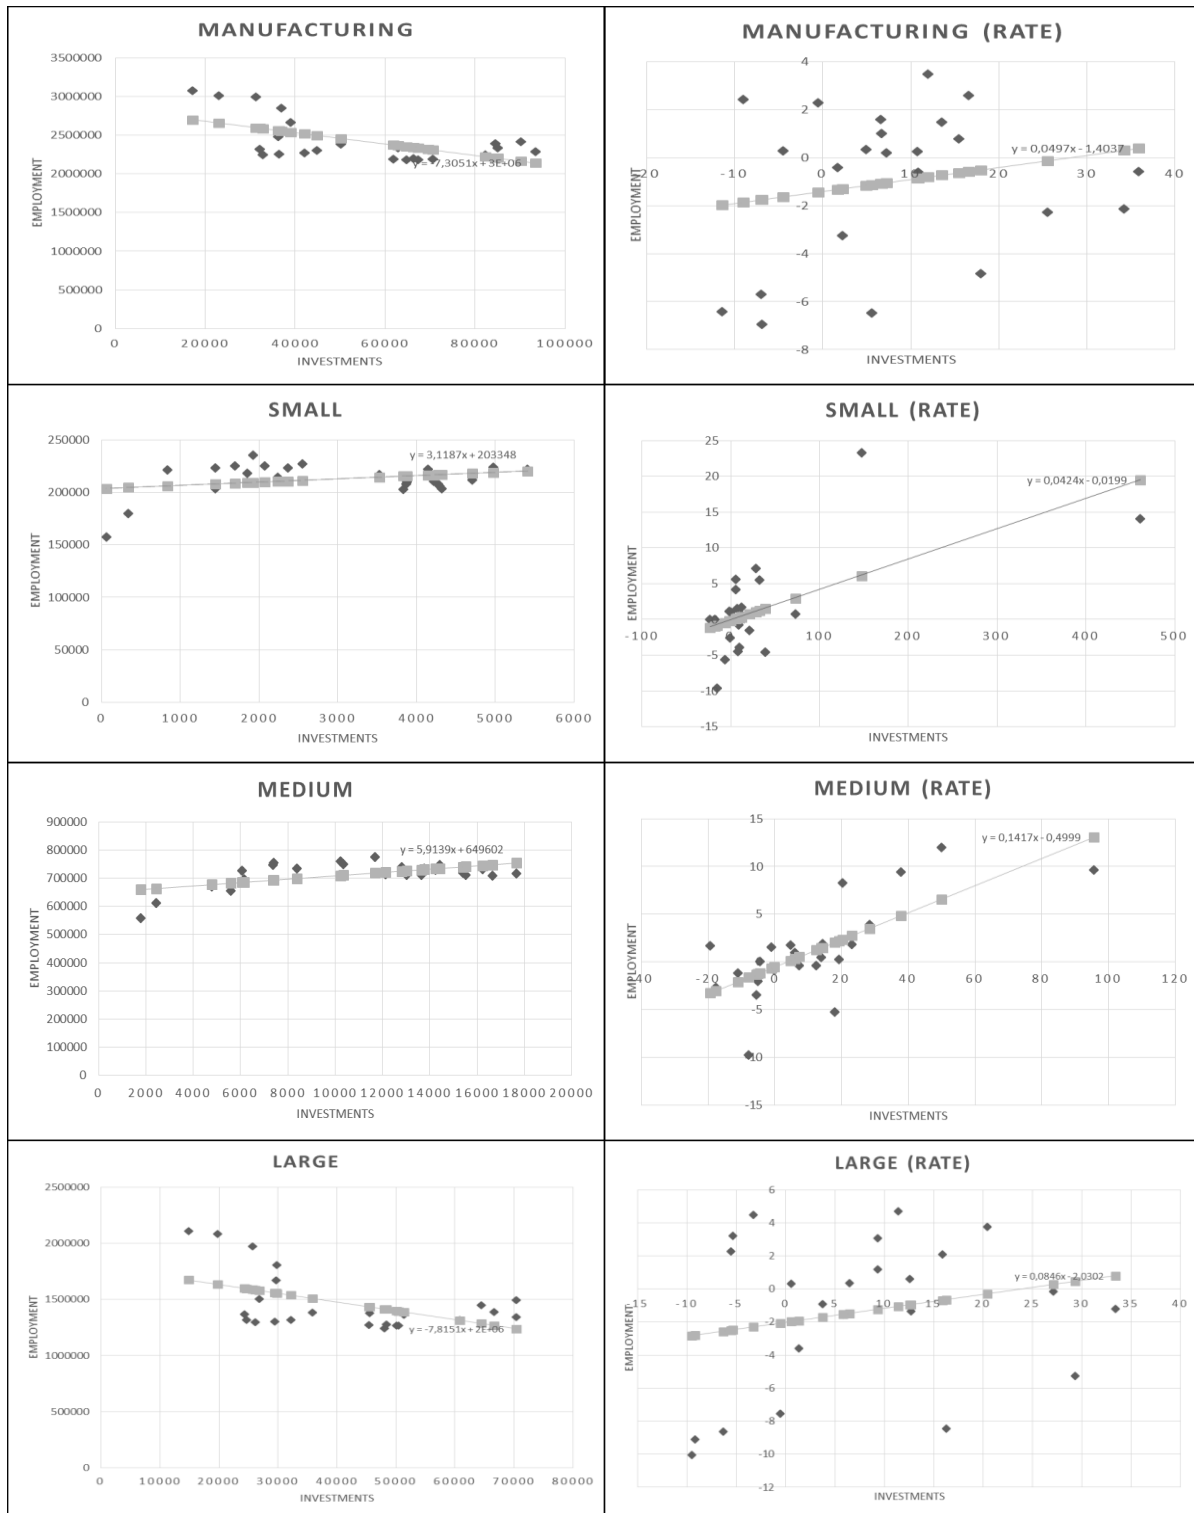 MANUFACTURING
3500000
3000000
2500000
2000000
1500000
1000000
500000
0
EMPLOYMENT
y = -7,3051x + 3E+06
0 20000 40000 60000 80000 100000
INVESTMENTS
MANUFACTURING (RATE)
4
2
0
-2
-4
-6
-8
EMPLOYMENT
y = 0,0497x - 1,4037
-20 -10 0 10 20 30 40
INVESTMENTS
SMALL
250000
200000
150000
100000
50000
0
EMPLOYMENT
y = 3,1187x + 203348
0 1000 2000 3000 4000 5000 6000
INVESTMENTS
SMALL (RATE)
25
20
15
10
5
0
-5
-10
-15
EMPLOYMENT
y = 0,0424x - 0,0199
-100 0 100 200 300 400 500
INVESTMENTS
MEDIUM
900000
800000
700000
600000
500000
400000
300000
200000
100000
0
EMPLOYMENT
y = 5,9139x + 649602
0 2000 4000 6000 8000 10000 12000 14000 16000 18000 20000
INVESTMENTS
MEDIUM (RATE)
15
10
5
0
-5
-10
-15
EMPLOYMENT
y = 0,1417x - 0,4999
-40 -20 0 20 40 60 80 100 120
INVESTMENTS
LARGE
2500000
2000000
1500000
1000000
500000
0
EMPLOYMENT
y = -7,8151x + 2E+06
0 10000 20000 30000 40000 50000 60000 70000 80000
INVESTMENTS
LARGE (RATE)
6
4
2
0
-2
-4
-6
-8
-10
-12
EMPLOYMENT
y = 0,0846x - 2,0302
-15 -10 -5 0 5 10 15 20 25 30 35 40
INVESTMENTS